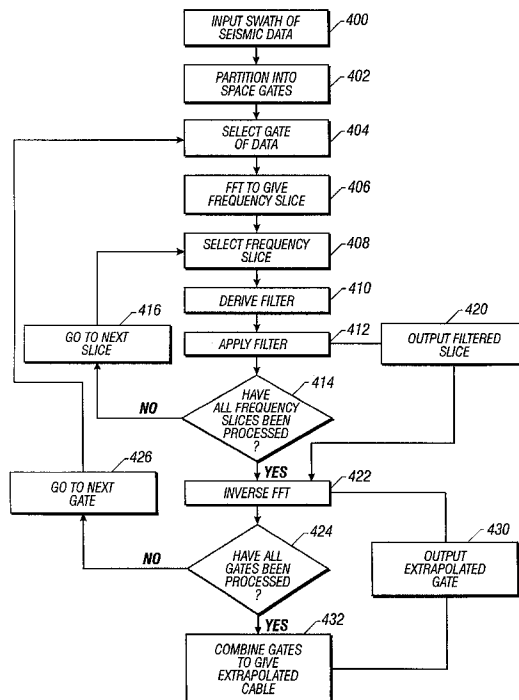 INPUT SWATH OF
SEISMIC DATA
400
PARTITION INTO
SPACE GATES
402
SELECT GATE
OF DATA
404
FFT TO GIVE
FREQUENCY SLICE
406
SELECT FREQUENCY
SLICE
408
DERIVE FILTER
410
416
GO TO NEXT
SLICE
APPLY FILTER
412
420
OUTPUT FILTERED
SLICE
414
HAVE
ALL FREQUENCY
SLICES BEEN
PROCESSED
?
NO
YES
426
GO TO NEXT
GATE
INVERSE FFT
422
424
HAVE ALL
GATES BEEN
PROCESSED
?
NO
YES
430
OUTPUT
EXTRAPOLATED
GATE
432
COMBINE GATES
TO GIVE
EXTRAPOLATED
CABLE